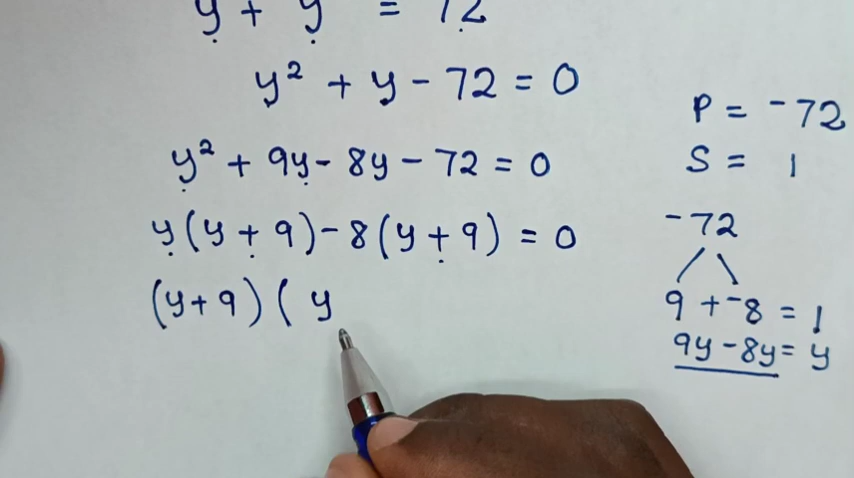 y + y = 72
y² + y - 72 = 0
y² + 9y - 8y - 72 = 0
y(y + 9) - 8(y + 9) = 0
(y + 9)(y
P = -72
S = 1
-72
9 + -8 = 1
9y - 8y = y